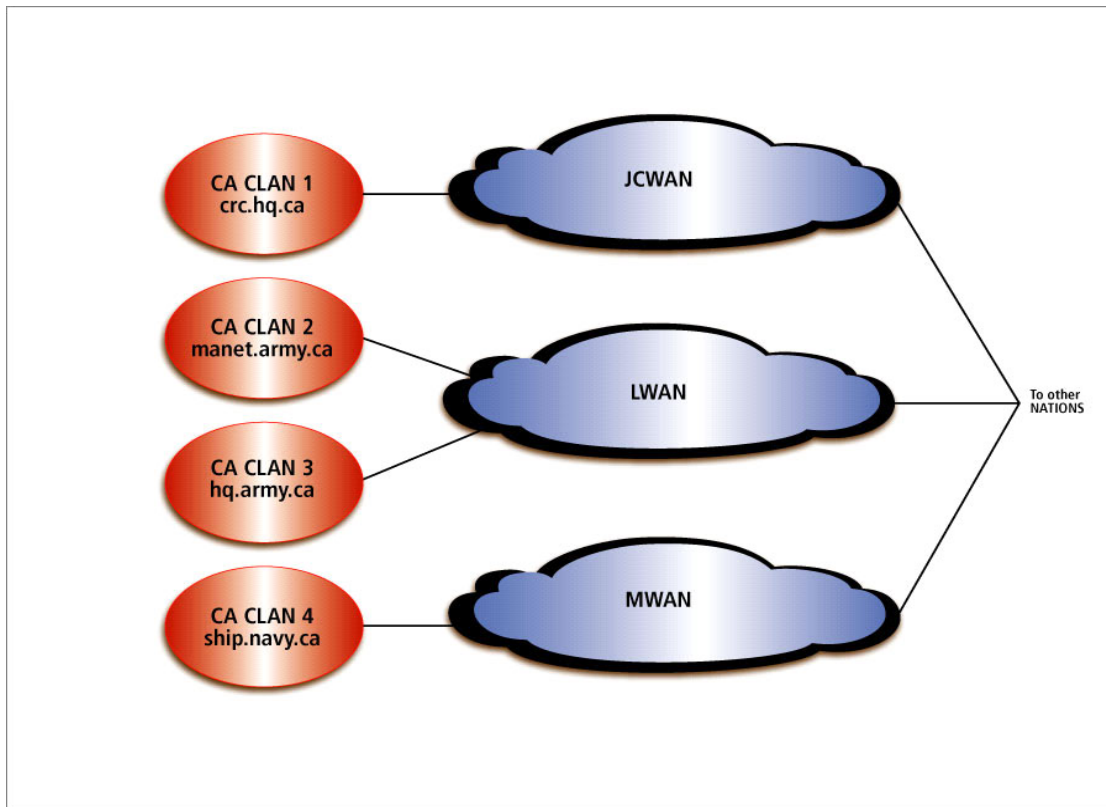 CA CLAN 1
crc.hq.ca
JCWAN
CA CLAN 2
manet.army.ca
LWAN
To other
NATIONS
CA CLAN 3
hq.army.ca
CA CLAN 4
ship.navy.ca
MWAN